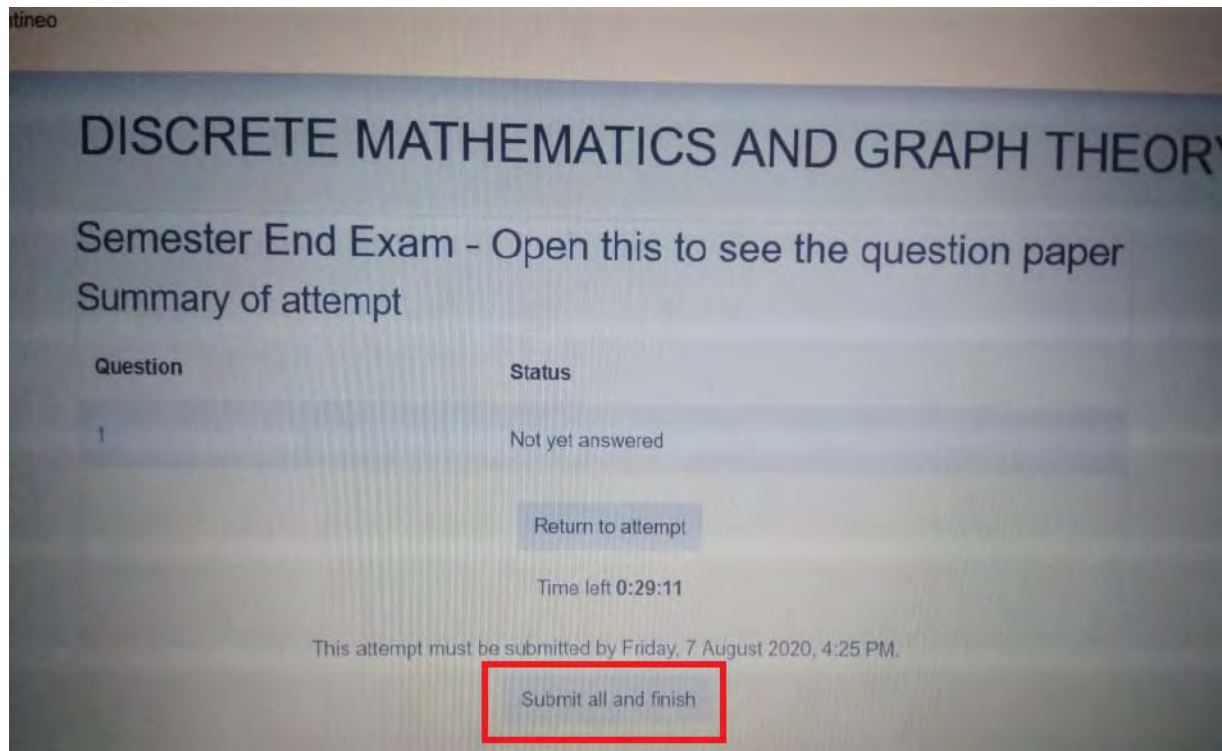 DISCRETE MATHEMATICS AND GRAPH THEORY
Semester End Exam - Open this to see the question paper
Summary of attempt
Question Status
1 Not yet answered
Return to attempt
Time left 0:29:11
This attempt must be submitted by Friday, 7 August 2020, 4:25 PM.
Submit all and finish